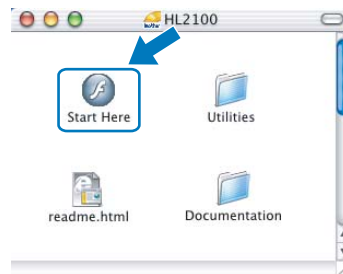 HL2100
Start Here
Utilities
readme.html
Documentation